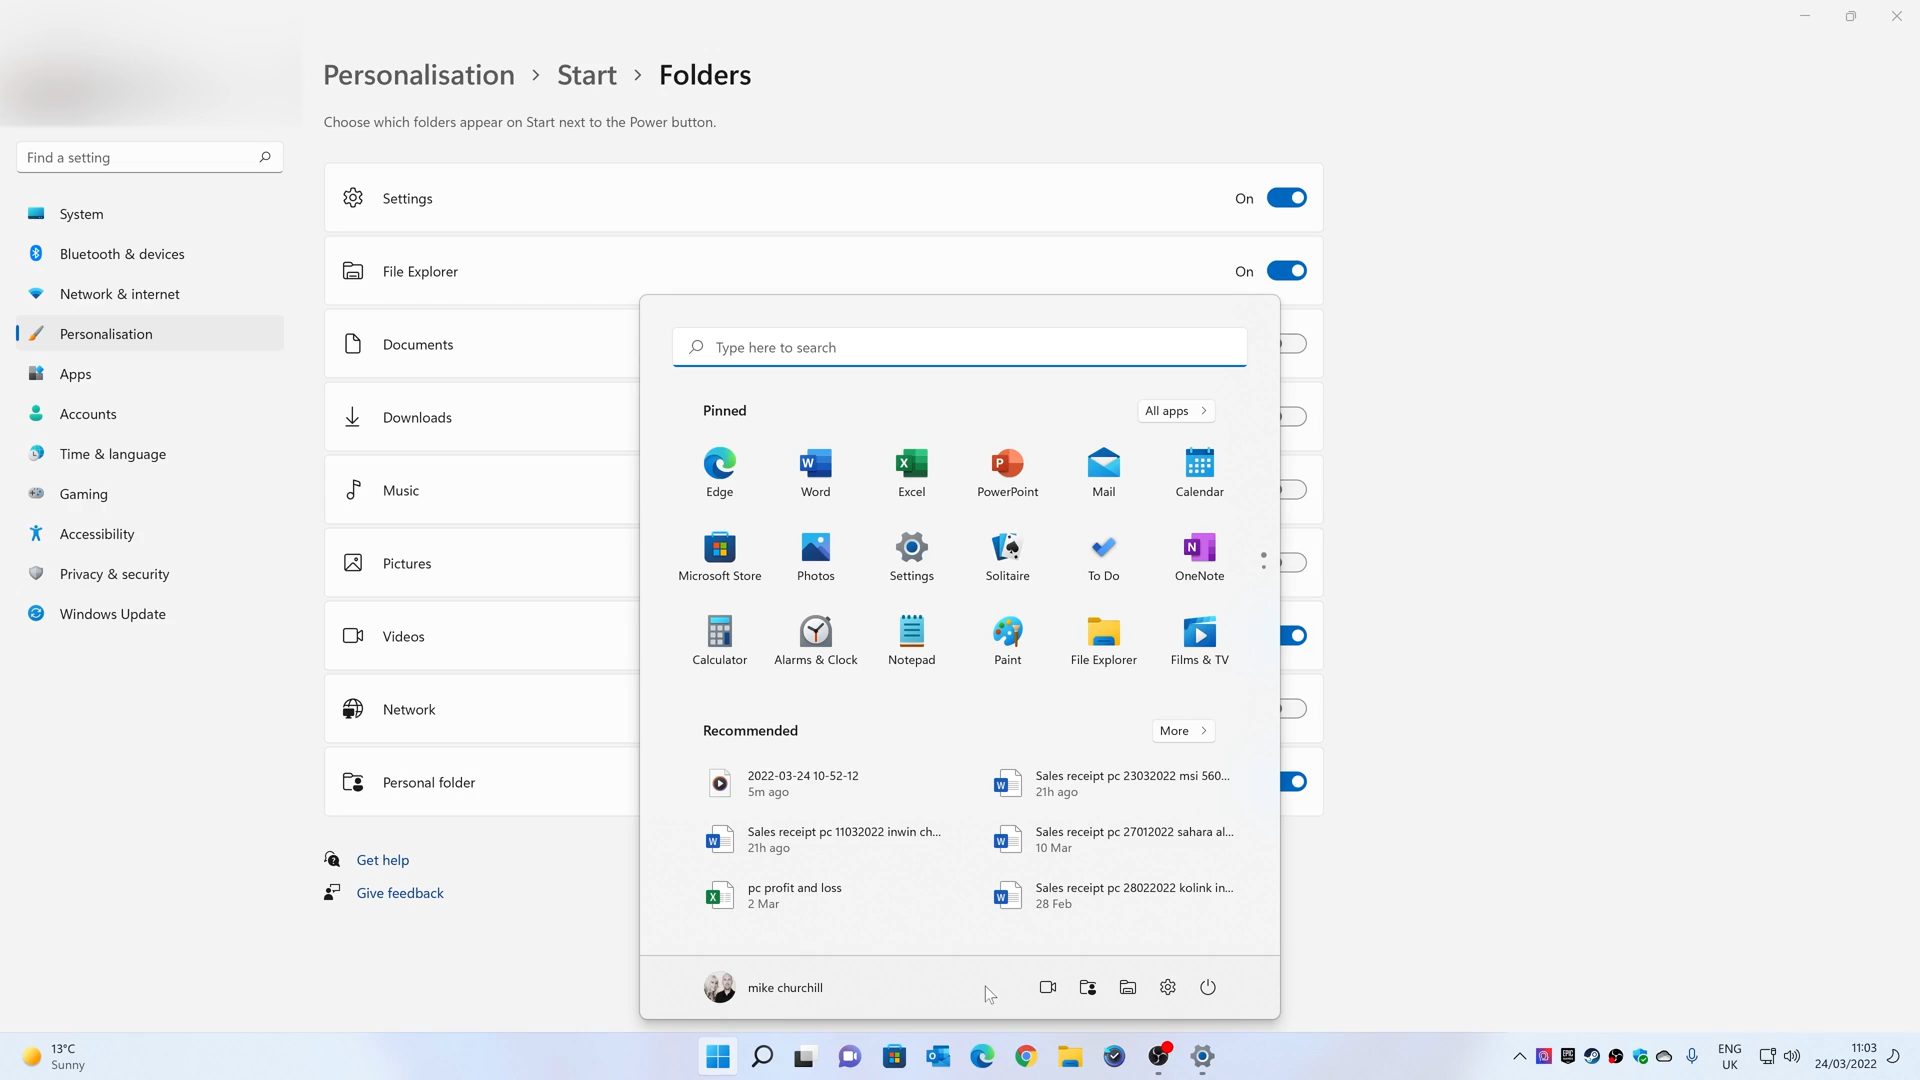 Personalisation > Start > Folders
Choose which folders appear on Start next to the Power button.
Find a setting
System
Bluetooth & devices
Network & internet
Personalisation
Apps
Accounts
Time & language
Gaming
Accessibility
Privacy & security
Windows Update
Settings
On
File Explorer
On
Documents
Downloads
Music
Pictures
Videos
Network
Personal folder
Get help
Give feedback
Type here to search
Pinned
All apps >
Edge
Word
Excel
PowerPoint
Mail
Calendar
Microsoft Store
Photos
Settings
Solitaire
To Do
OneNote
Calculator
Alarms & Clock
Notepad
Paint
File Explorer
Films & TV
Recommended
More >
2022-03-24 10-52-12
5m ago
Sales receipt pc 23032022 msi 560...
21h ago
Sales receipt pc 11032022 inwin ch...
21h ago
Sales receipt pc 27012022 sahara al...
10 Mar
pc profit and loss
2 Mar
Sales receipt pc 28022022 kolink in...
28 Feb
mike churchill
13°C
Sunny
ENG
UK
11:03
24/03/2022